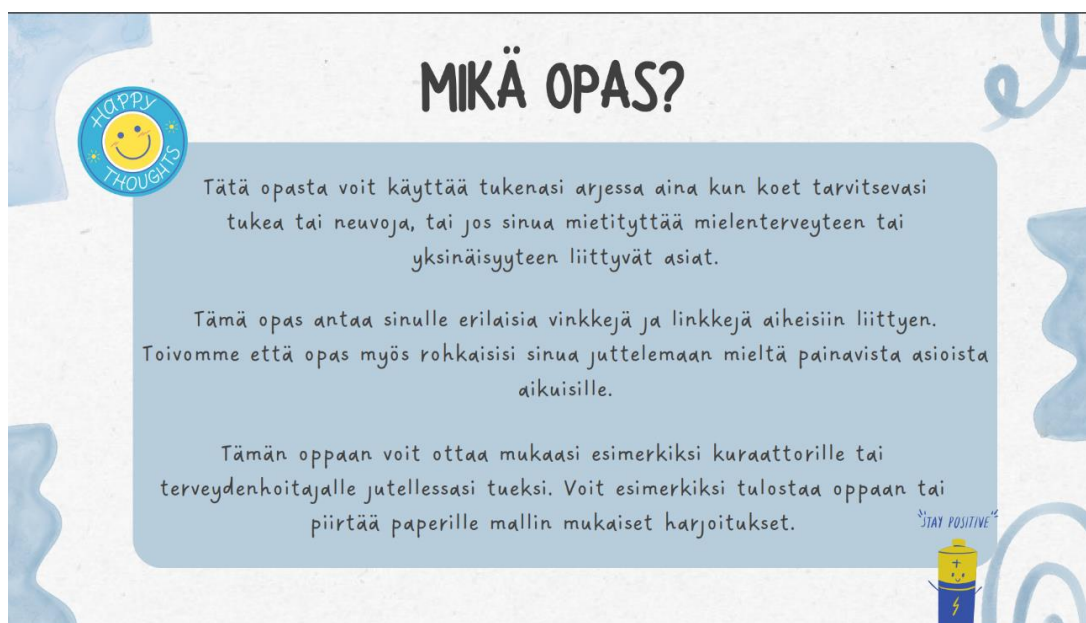 MIKÄ OPAS?
HAPPY
THOUGHTS
Tätä opasta voit käyttää tukenasi arjessa aina kun koet tarvitsevasi
tukea tai neuvoja, tai jos sinua mietityttää mielenterveyteen tai
yksinäisyyteen liittyvät asiat.
Tämä opas antaa sinulle erilaisia vinkkejä ja linkkejä aiheisiin liittyen.
Toivomme että opas myös rohkaisisi sinua juttelemaan mieltä painavista asioista
aikuisille.
Tämän oppaan voit ottaa mukaasi esimerkiksi kuraattorille tai
terveydenhoitajalle jutellessasi tueksi. Voit esimerkiksi tulostaa oppaan tai
piirtää paperille mallin mukaiset harjoitukset.
"STAY POSITIVE"